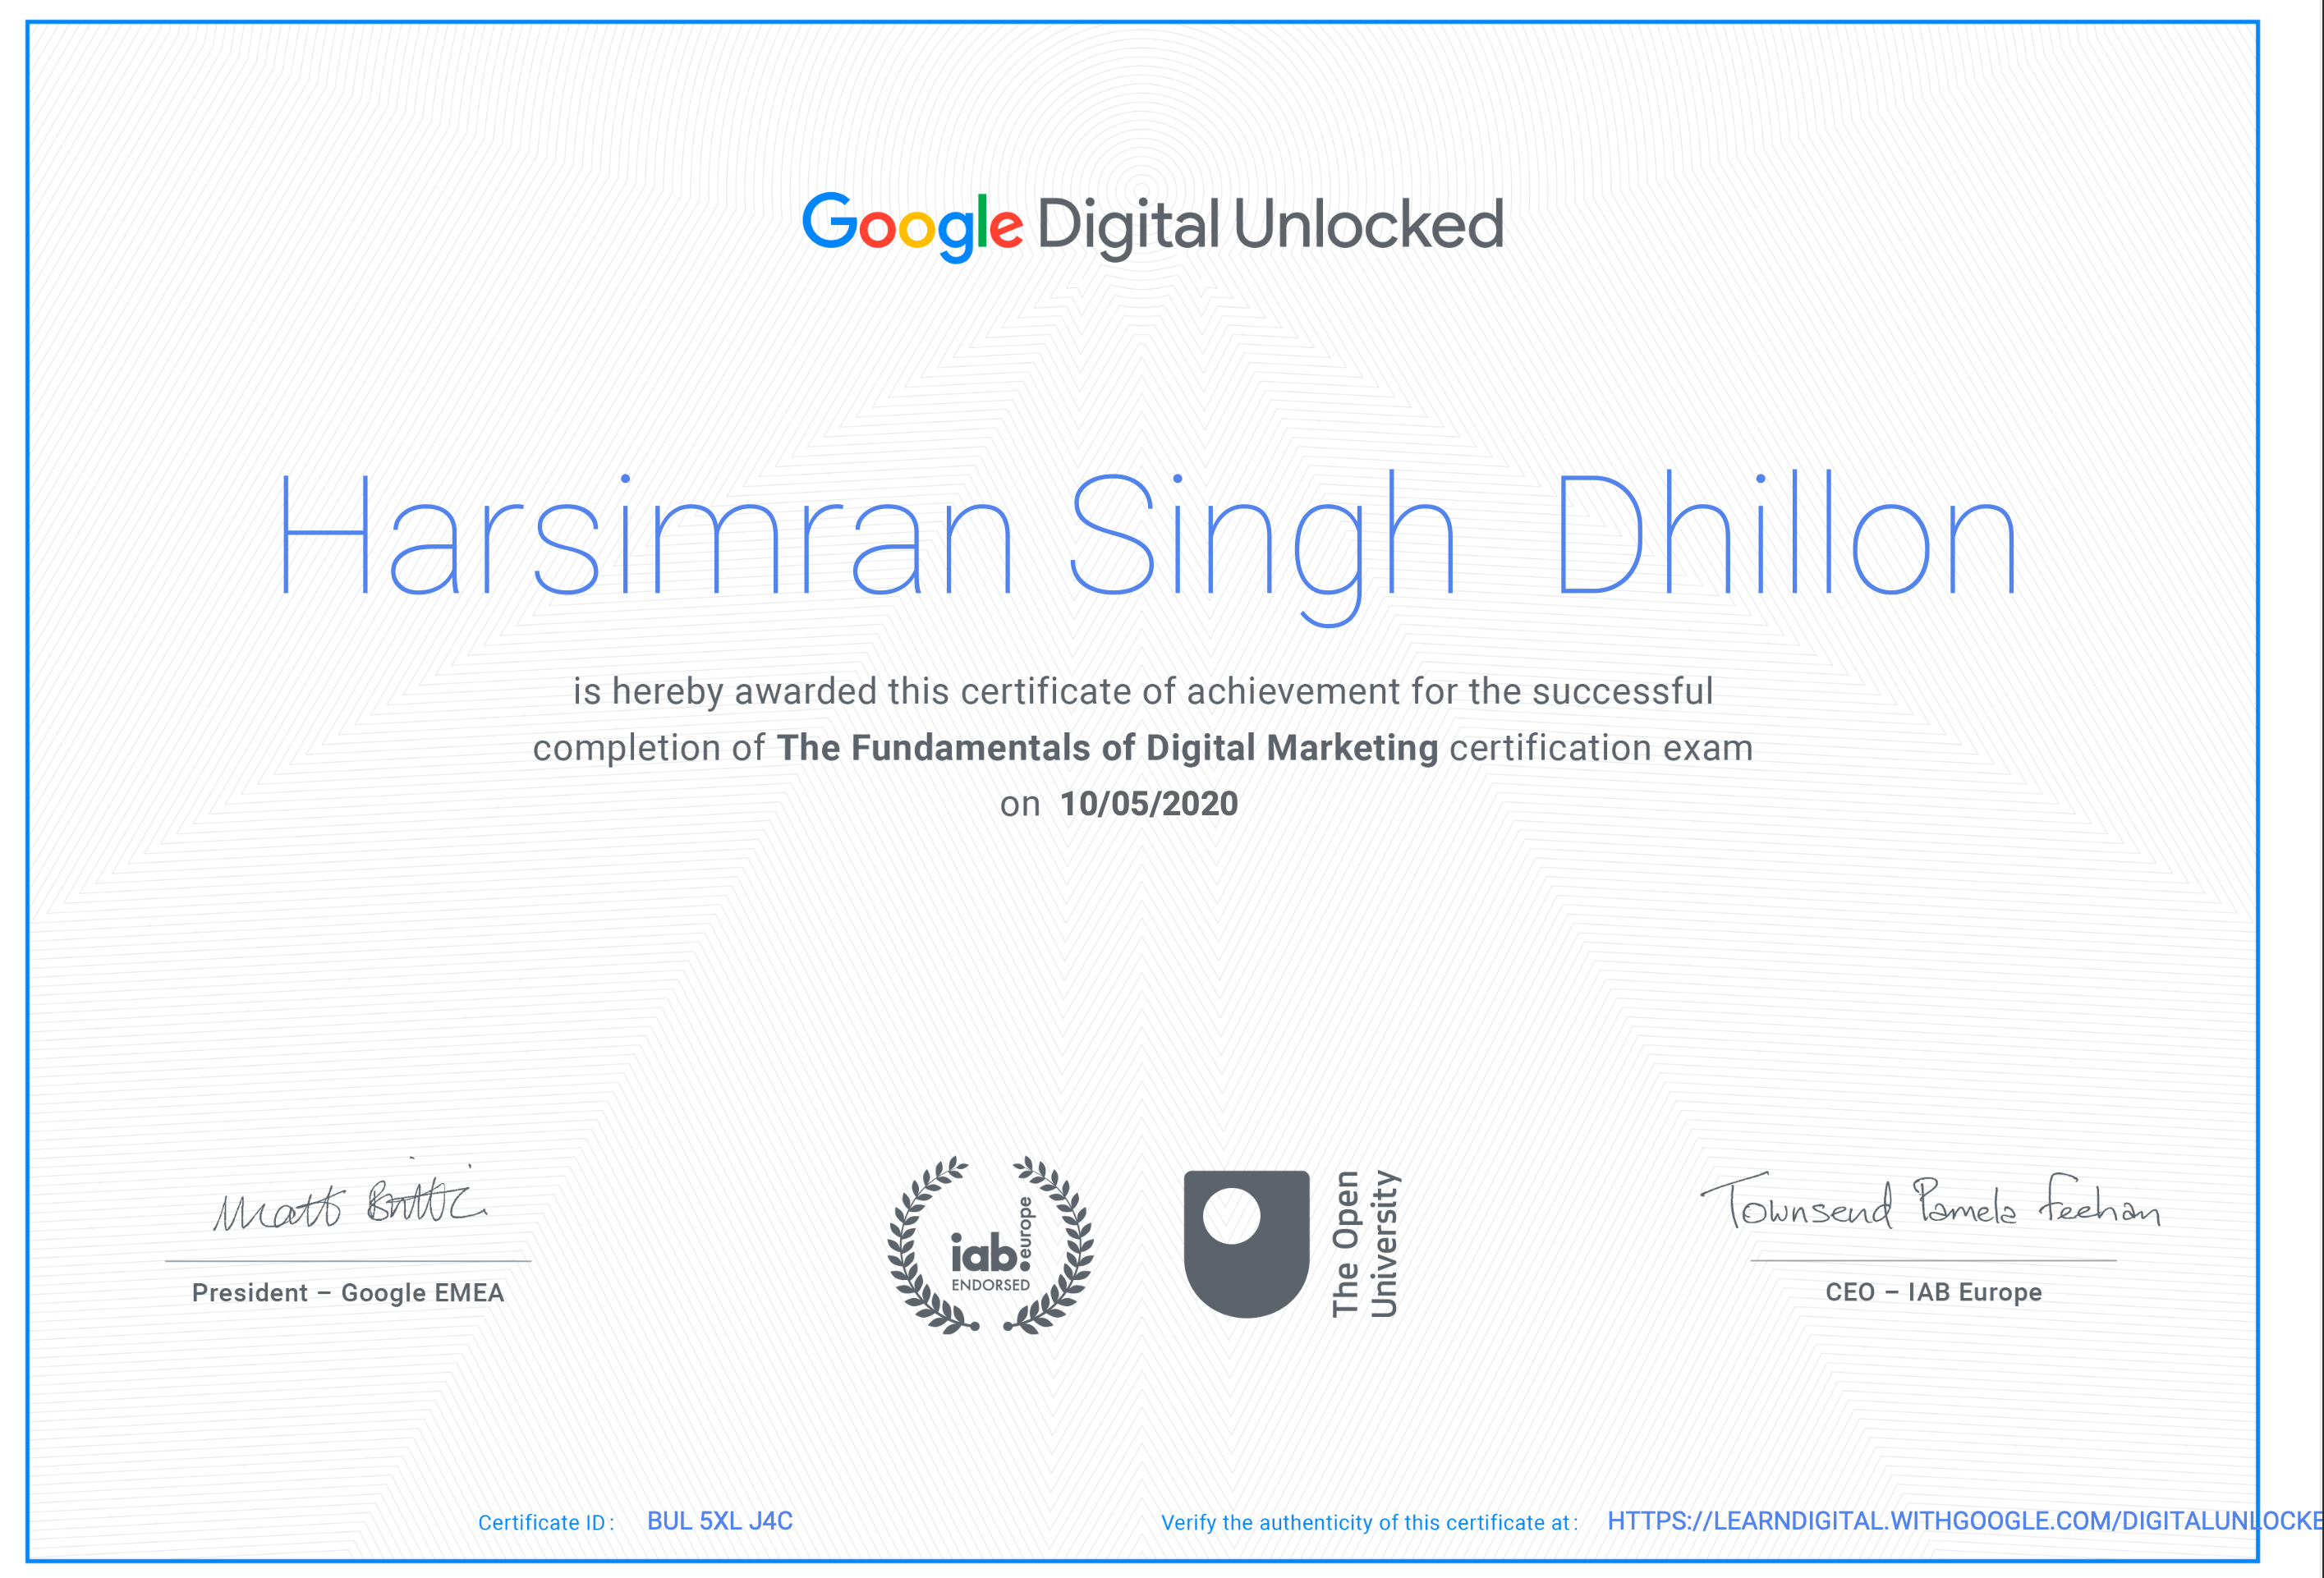 Google Digital Unlocked
Harsimran Singh Dhillon
is hereby awarded this certificate of achievement for the successful
completion of The Fundamentals of Digital Marketing certification exam
on 10/05/2020
Matt Brittin
President – Google EMEA
iab europe
ENDORSED
The Open
University
Townsend Pamela Feehan
CEO – IAB Europe
Certificate ID : BUL 5XL J4C
Verify the authenticity of this certificate at : HTTPS://LEARNDIGITAL.WITHGOOGLE.COM/DIGITALUNLOCKE